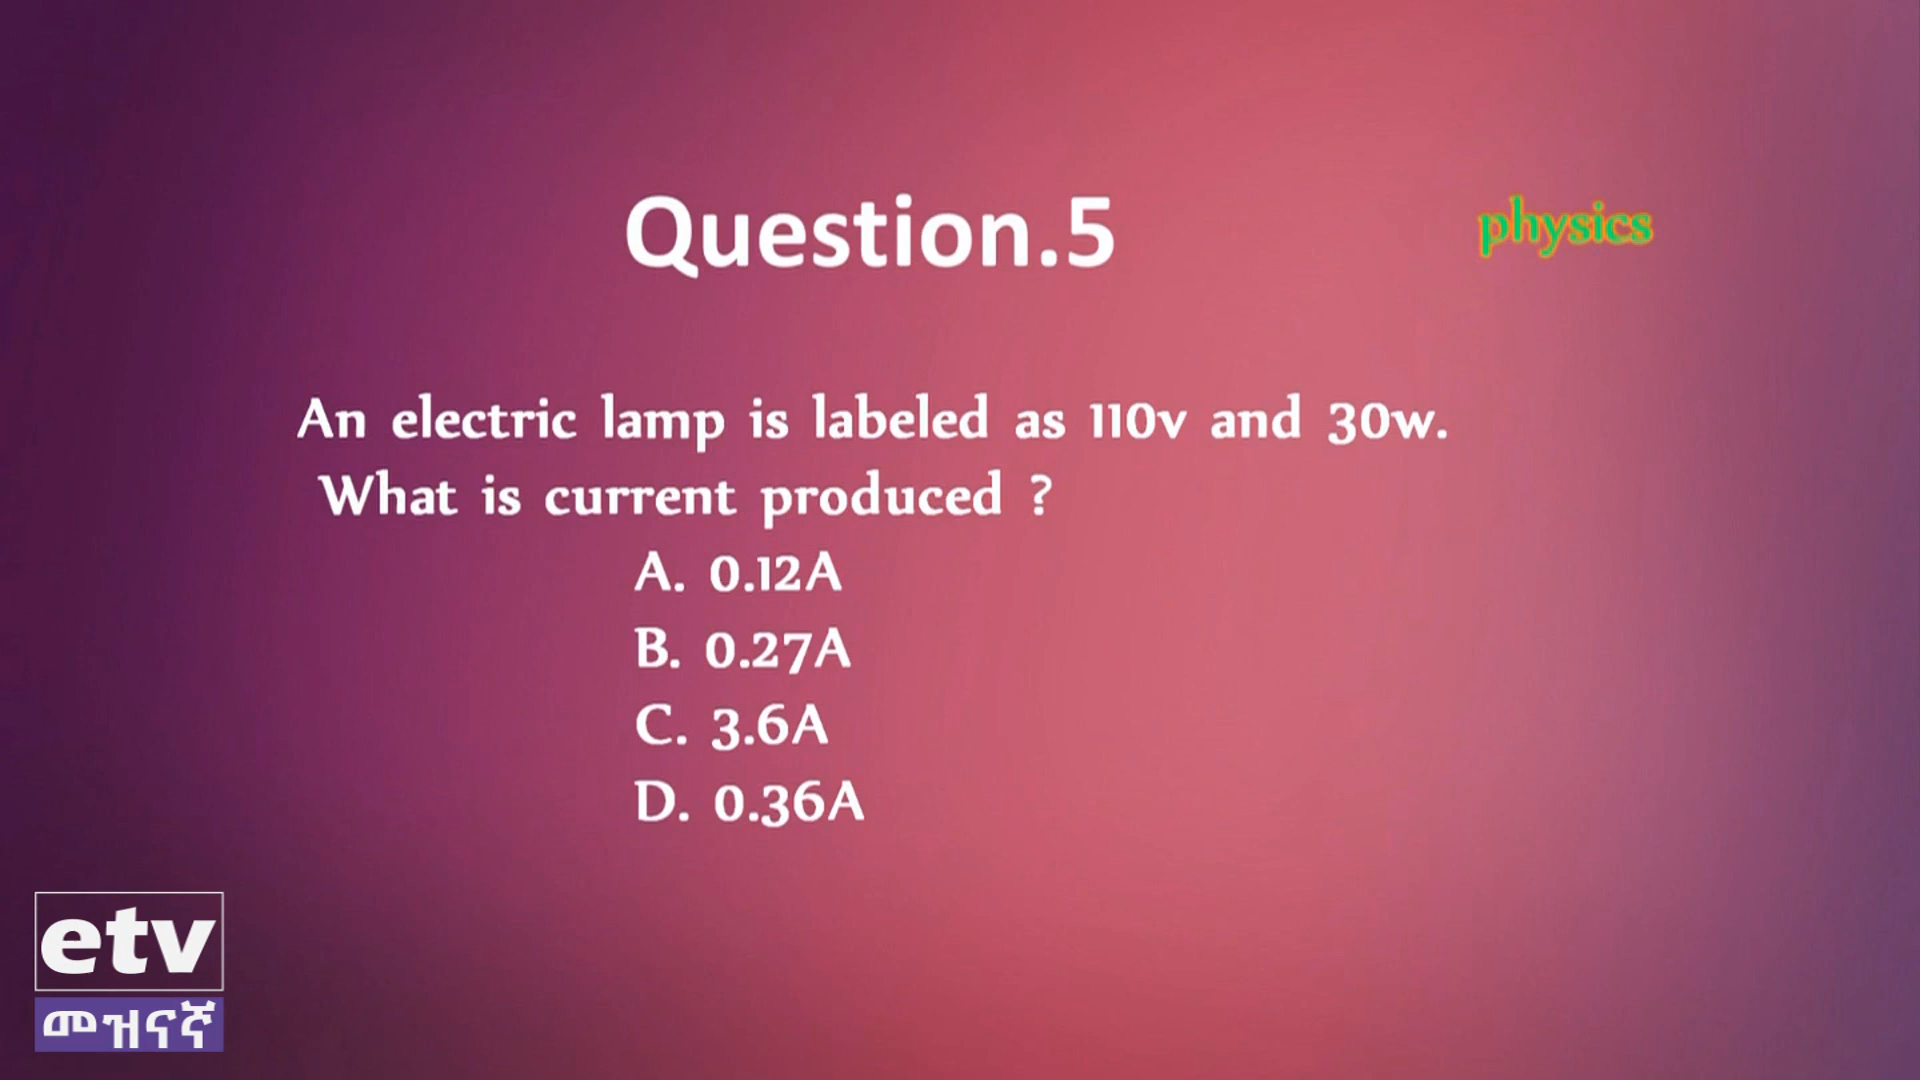 Question.5
physics
An electric lamp is labeled as 110v and 30w.
What is current produced ?
A. 0.12A
B. 0.27A
C. 3.6A
D. 0.36A
etv
መዝናኛ